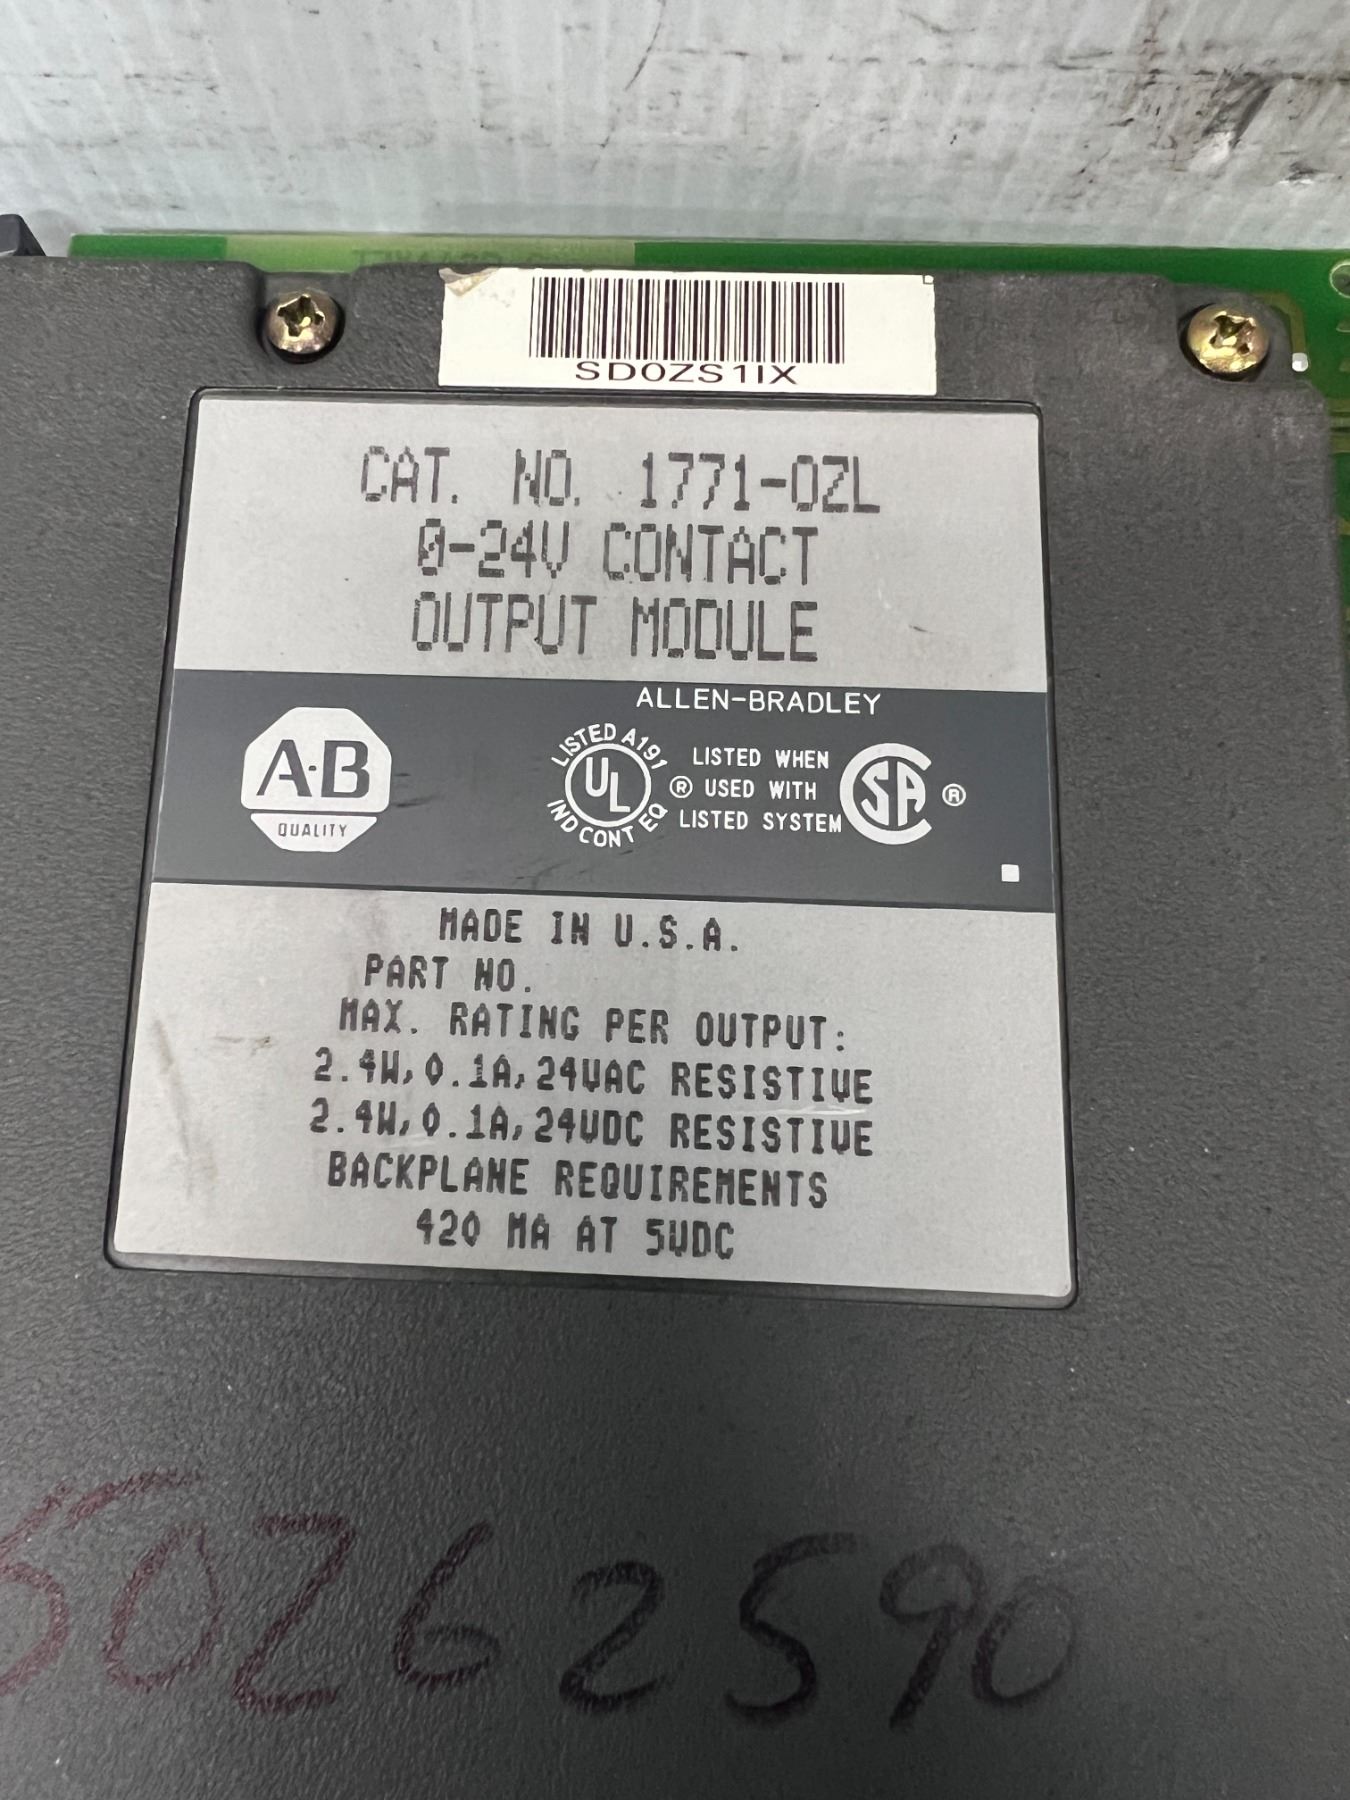 SD0ZS1IX
CAT. NO. 1771-OZL
0-24V CONTACT
OUTPUT MODULE
ALLEN-BRADLEY
A·B
QUALITY
LISTED A191
UL
IND CONT EQ
®
LISTED WHEN
USED WITH
LISTED SYSTEM
SA ®
MADE IN U.S.A.
PART NO.
MAX. RATING PER OUTPUT:
2.4W, 0.1A, 24VAC RESISTIVE
2.4W, 0.1A, 24VDC RESISTIVE
BACKPLANE REQUIREMENTS
420 MA AT 5VDC
50262590